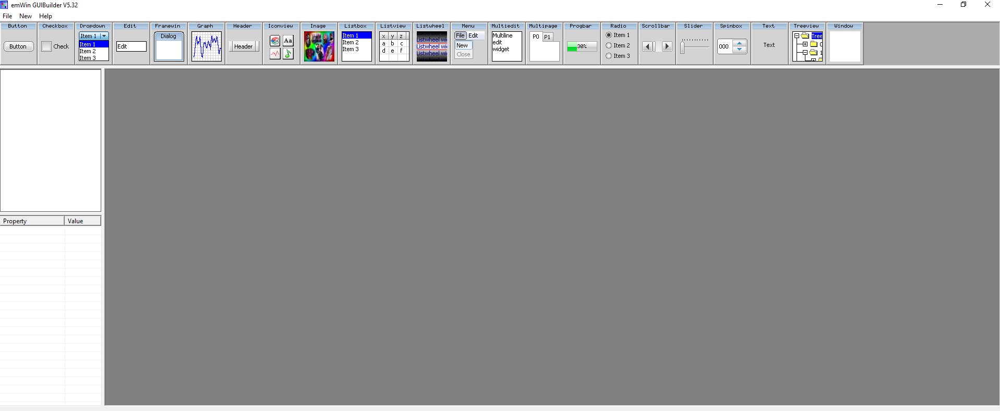 emWin GUIBuilder V5.32
File New Help
Button Checkbox Dropdown Edit Framewin Graph Header Iconview Image Listbox Listview Listwheel Menu Multiedit Multipage Progbar Radio Scrollbar Slider Spinbox Text Treeview Window
Button
Check
Item 1
Item 1
Item 2
Item 3
Edit
Dialog
Header
Aa
Item 1
Item 2
Item 3
x y z
a b c
d e f
Listwheel wi
Listwheel wi
Listwheel wi
File Edit
New
Close
Multiline
edit
widget
P0 P1
30%
Item 1
Item 2
Item 3
000
Text
Tree
Property Value